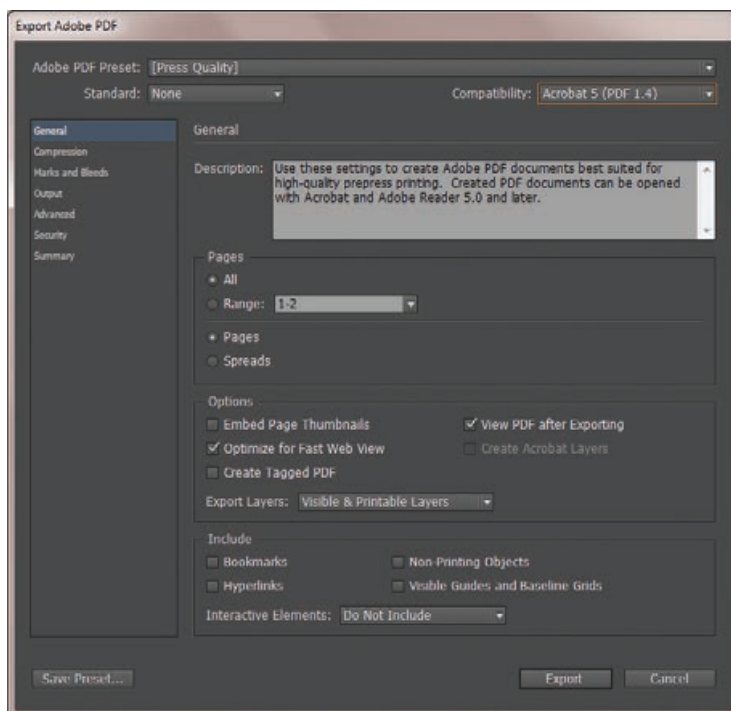 Export Adobe PDF
Adobe PDF Preset: [Press Quality]
Standard: None
Compatibility: Acrobat 5 (PDF 1.4)
General
Compression
Marks and Bleeds
Output
Advanced
Security
Summary
General
Description: Use these settings to create Adobe PDF documents best suited for
high-quality prepress printing. Created PDF documents can be opened
with Acrobat and Adobe Reader 5.0 and later.
Pages
All
Range: 1-2
Pages
Spreads
Options
Embed Page Thumbnails
View PDF after Exporting
Optimize for Fast Web View
Create Acrobat Layers
Create Tagged PDF
Export Layers: Visible & Printable Layers
Include
Bookmarks
Non-Printing Objects
Hyperlinks
Visible Guides and Baseline Grids
Interactive Elements: Do Not Include
Save Preset...
Export
Cancel